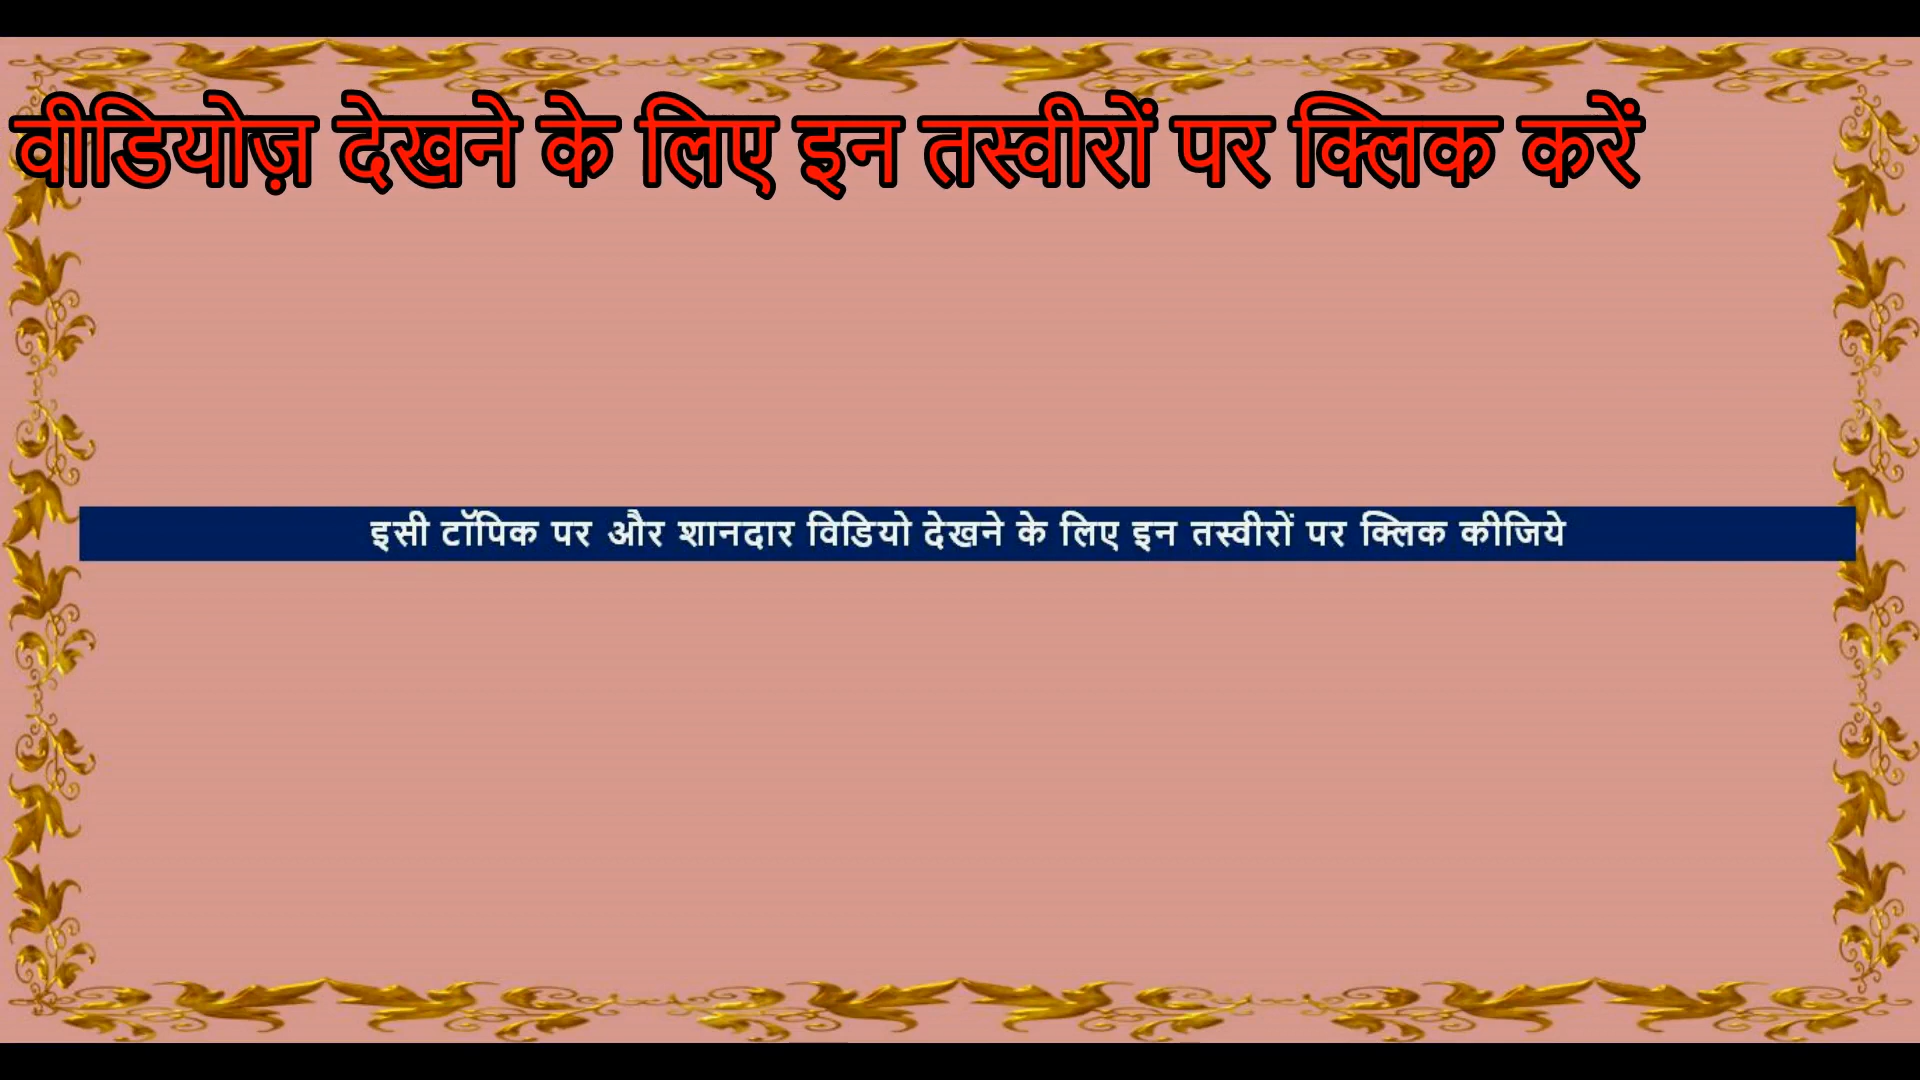 वीडियोज़ देखने के लिए इन तस्वीरों पर क्लिक करें
इसी टॉपिक पर और शानदार विडियो देखने के लिए इन तस्वीरों पर क्लिक कीजिये